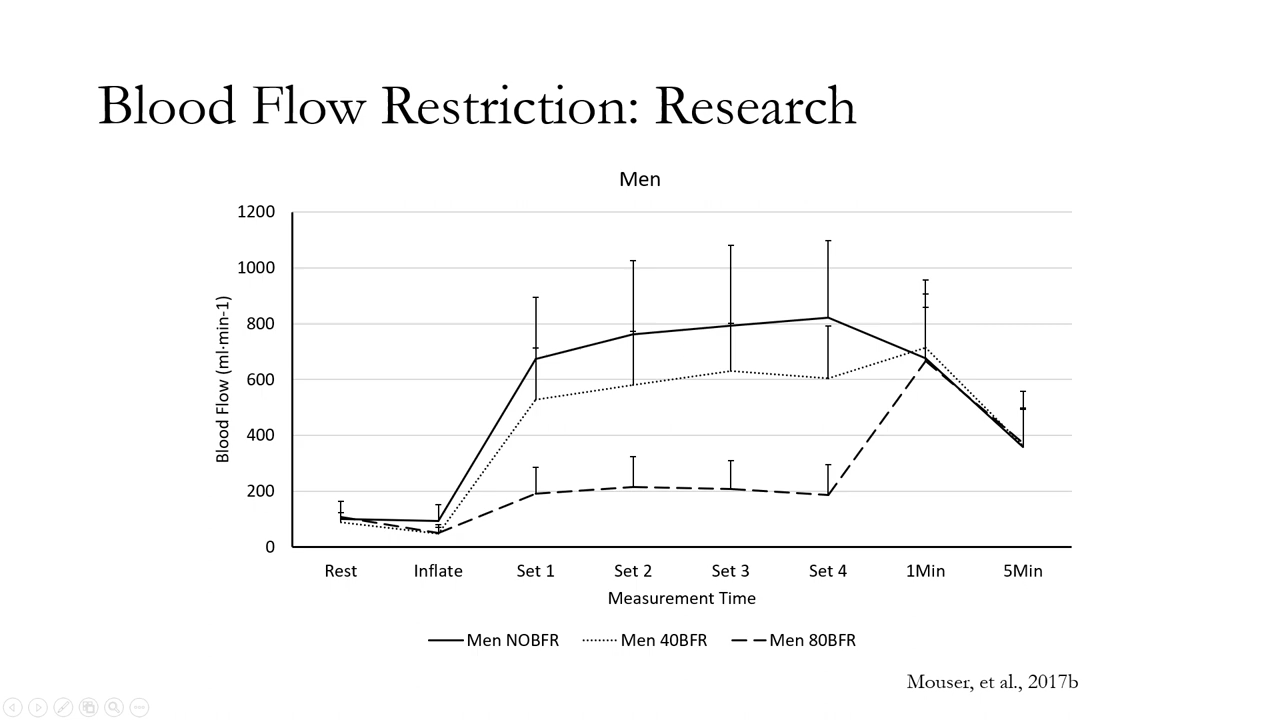 Blood Flow Restriction: Research
Men
1200
1000
800
600
400
200
0
Blood Flow (ml·min-1)
Rest Inflate Set 1 Set 2 Set 3 Set 4 1Min 5Min
Measurement Time
Men NOBFR Men 40BFR Men 80BFR
Mouser, et al., 2017b